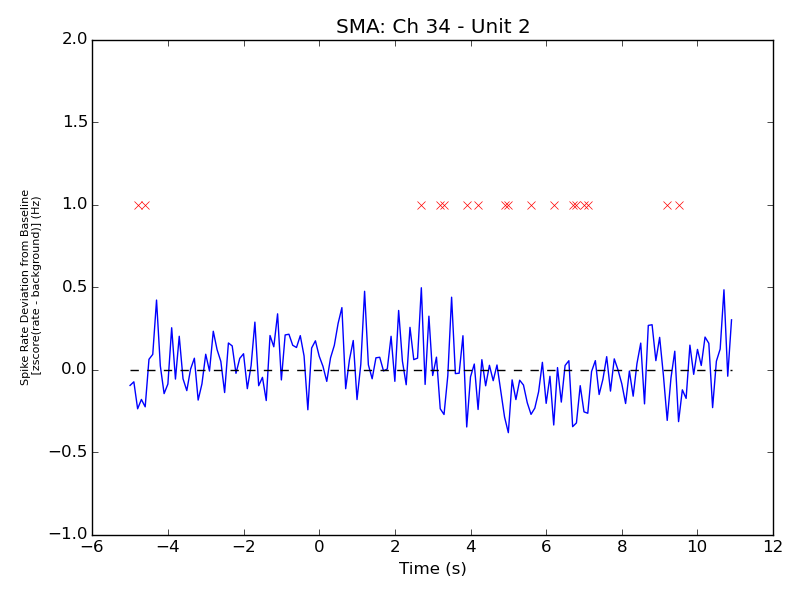 SMA: Ch 34 - Unit 2
2.0
1.5
1.0
0.5
0.0
−0.5
−1.0
Spike Rate Deviation from Baseline
[zscore(rate - background)] (Hz)
−6 −4 −2 0 2 4 6 8 10 12
Time (s)